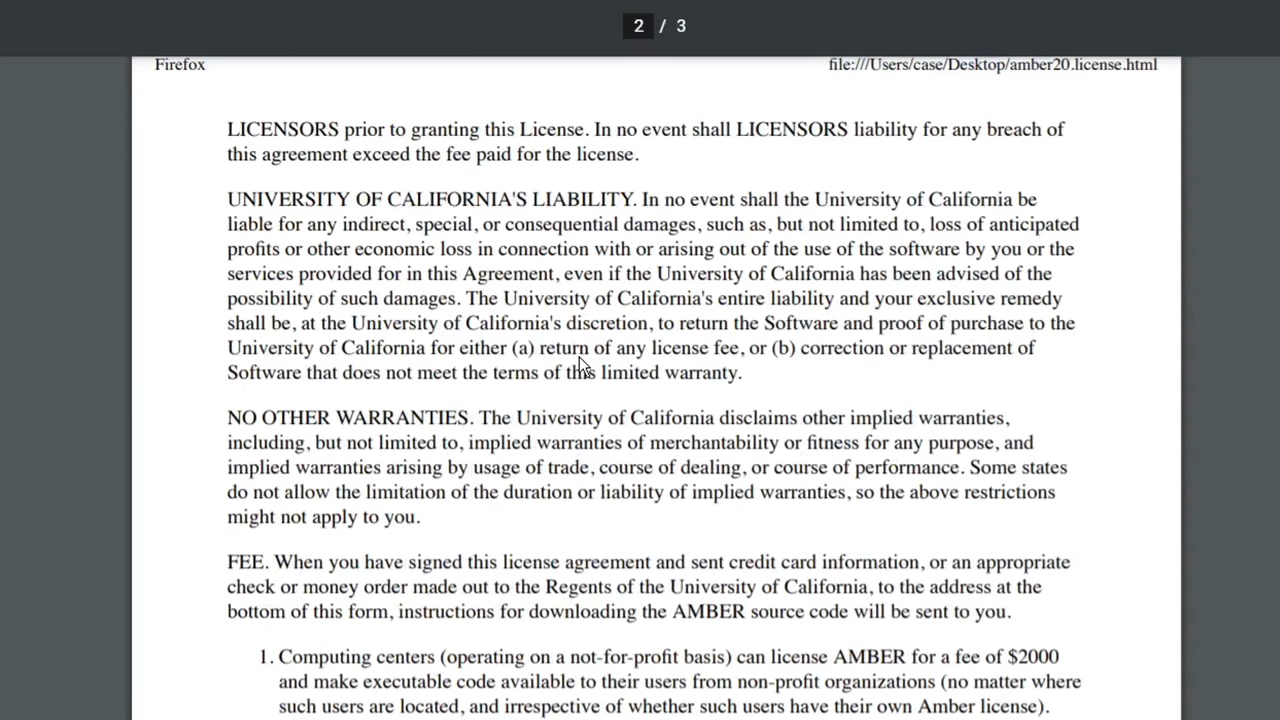 2 / 3
Firefox file:///Users/case/Desktop/amber20.license.html
LICENSORS prior to granting this License. In no event shall LICENSORS liability for any breach of
this agreement exceed the fee paid for the license.
UNIVERSITY OF CALIFORNIA'S LIABILITY. In no event shall the University of California be
liable for any indirect, special, or consequential damages, such as, but not limited to, loss of anticipated
profits or other economic loss in connection with or arising out of the use of the software by you or the
services provided for in this Agreement, even if the University of California has been advised of the
possibility of such damages. The University of California's entire liability and your exclusive remedy
shall be, at the University of California's discretion, to return the Software and proof of purchase to the
University of California for either (a) return of any license fee, or (b) correction or replacement of
Software that does not meet the terms of this limited warranty.
NO OTHER WARRANTIES. The University of California disclaims other implied warranties,
including, but not limited to, implied warranties of merchantability or fitness for any purpose, and
implied warranties arising by usage of trade, course of dealing, or course of performance. Some states
do not allow the limitation of the duration or liability of implied warranties, so the above restrictions
might not apply to you.
FEE. When you have signed this license agreement and sent credit card information, or an appropriate
check or money order made out to the Regents of the University of California, to the address at the
bottom of this form, instructions for downloading the AMBER source code will be sent to you.
1. Computing centers (operating on a not-for-profit basis) can license AMBER for a fee of $2000
and make executable code available to their users from non-profit organizations (no matter where
such users are located, and irrespective of whether such users have their own Amber license).